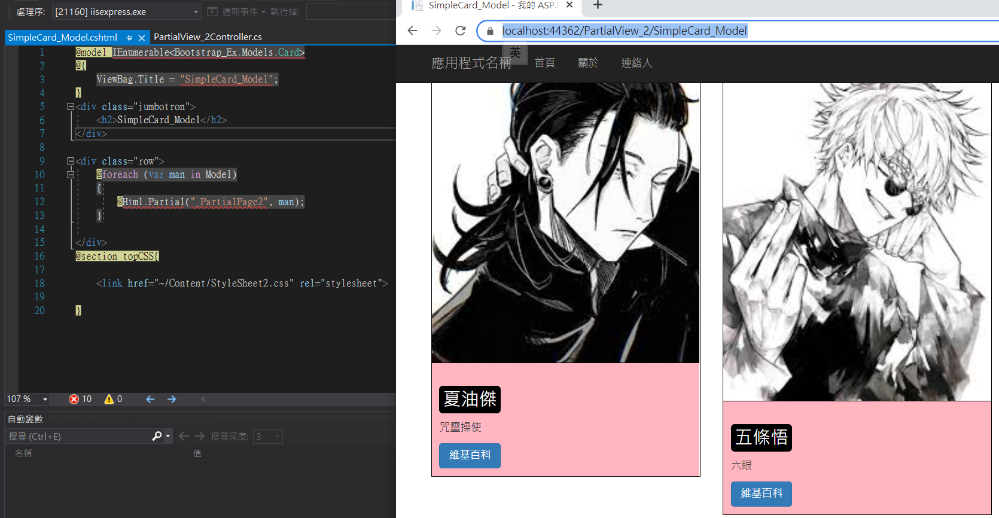 處理序: [21160] iisexpress.exe 週期事件 執行緒:
SimpleCard_Model.cshtml PartialView_2Controller.cs
1 @model IEnumerable<Bootstrap_Ex.Models.Card>
2 @{
3 ViewBag.Title = "SimpleCard_Model";
4 }
5 <div class="jumbotron">
6 <h2>SimpleCard_Model</h2>
7 </div>
8
9 <div class="row">
10 @foreach (var man in Model)
11 {
12 @Html.Partial("_PartialPage2", man);
13 }
14
15 </div>
16 @section topCSS{
17
18 <link href="~/Content/StyleSheet2.css" rel="stylesheet">
19
20 }
107 % 10 0
自動變數
搜尋 (Ctrl+E) 搜尋深度: 3
名稱 值
SimpleCard_Model - 我的 ASP.N
localhost:44362/PartialView_2/SimpleCard_Model
英
應用程式名稱 首頁 關於 連絡人
夏油傑
咒靈操使
維基百科
五條悟
六眼
維基百科